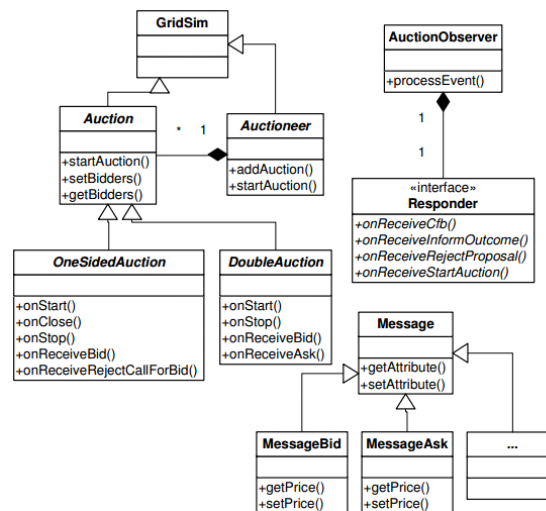 GridSim
AuctionObserver
+processEvent()
Auction
+startAuction()
+setBidders()
+getBidders()
* 1
Auctioneer
+addAuction()
+startAuction()
1
1
«interface»
Responder
+onReceiveCfb()
+onReceiveInformOutcome()
+onReceiveRejectProposal()
+onReceiveStartAuction()
OneSidedAuction
+onStart()
+onClose()
+onStop()
+onReceiveBid()
+onReceiveRejectCallForBid()
DoubleAuction
+onStart()
+onStop()
+onReceiveBid()
+onReceiveAsk()
Message
+getAttribute()
+setAttribute()
MessageBid
+getPrice()
+setPrice()
MessageAsk
+getPrice()
+setPrice()
...